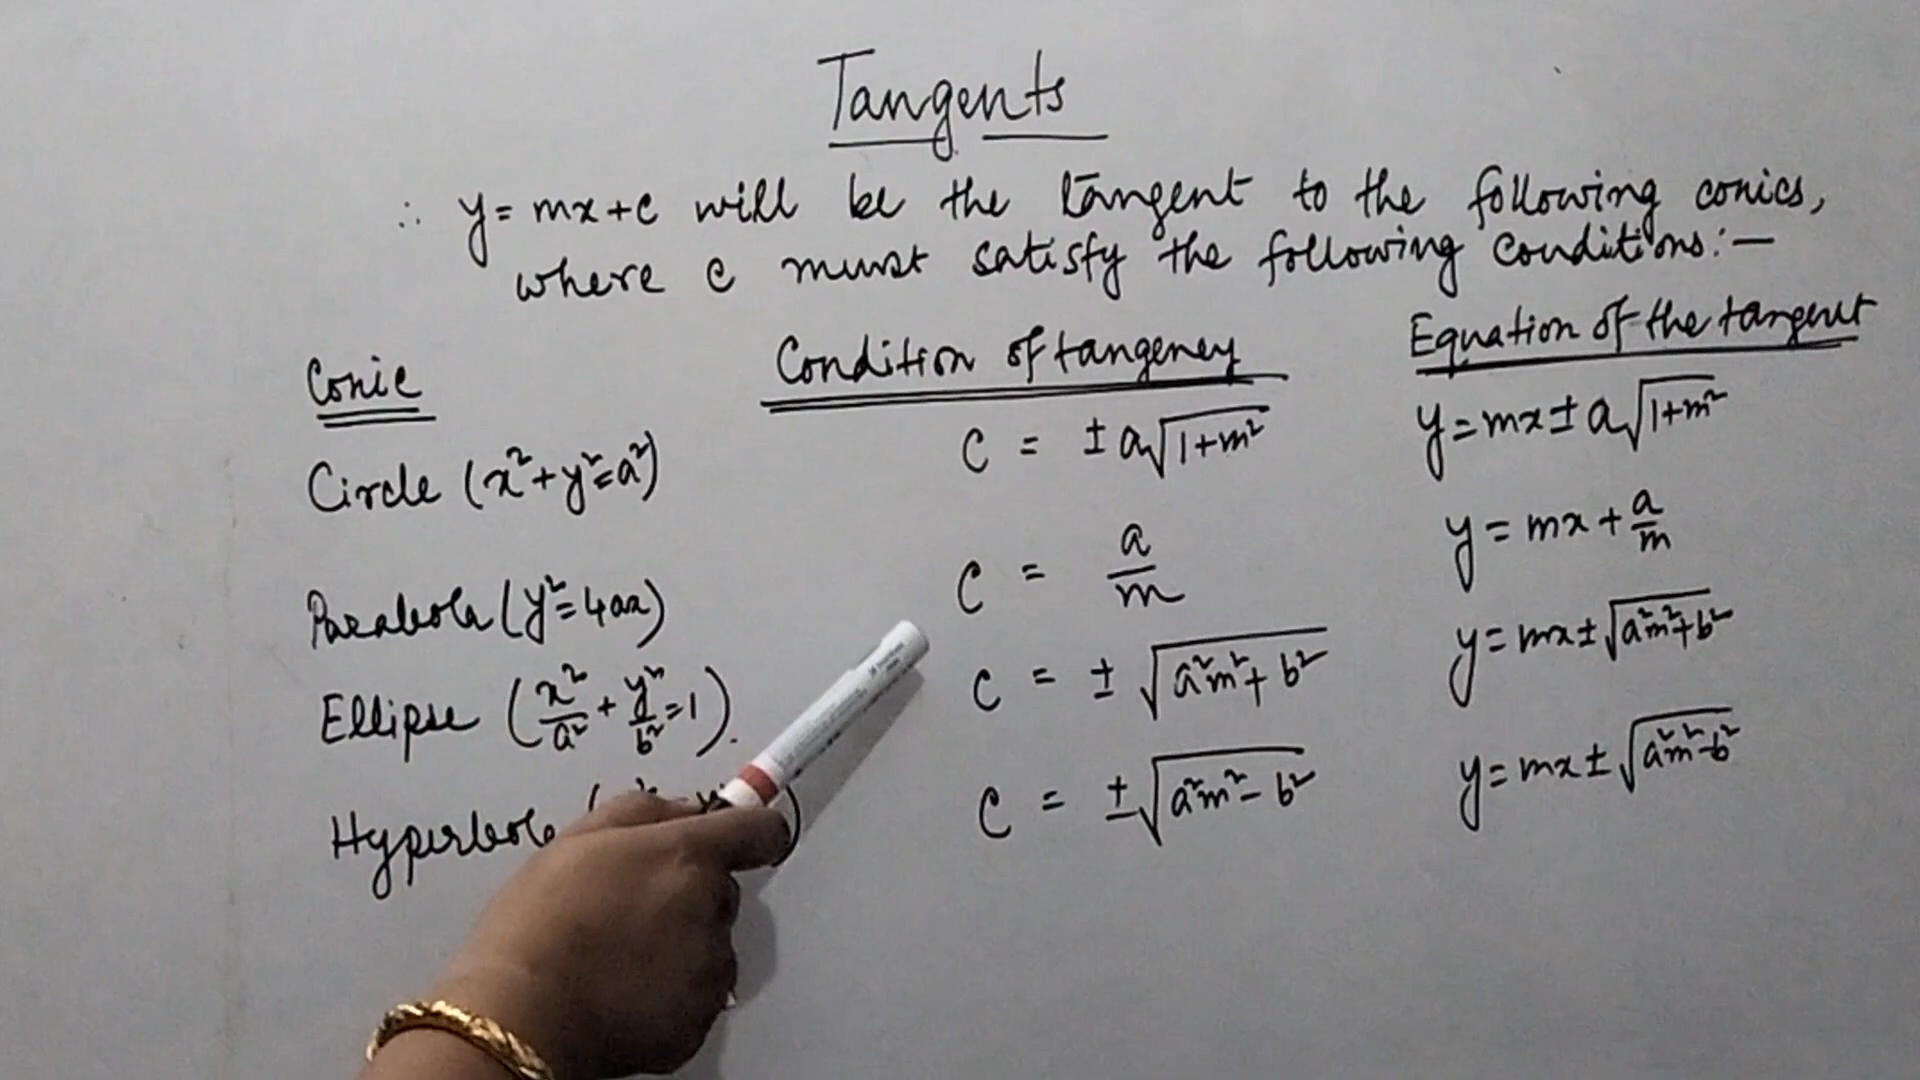 Tangents
∴ y = mx + c will be the tangent to the following conics,
where c must satisfy the following conditions:—
Conic Condition of tangency Equation of the tangent
Circle (x² + y² = a²) C = ± a√(1+m²) y = mx ± a√(1+m²)
Parabola (y² = 4ax) C = a/m y = mx + a/m
Ellipse (x²/a² + y²/b² = 1). C = ± √(a²m² + b²) y = mx ± √(a²m² + b²)
C = ± √(a²m² − b²) y = mx ± √(a²m² − b²)